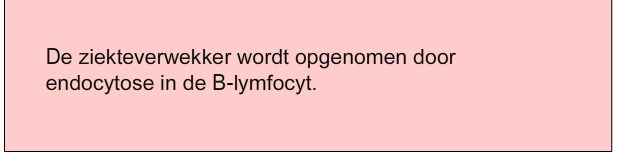 De ziekteverwekker wordt opgenomen door
endocytose in de B-lymfocyt.